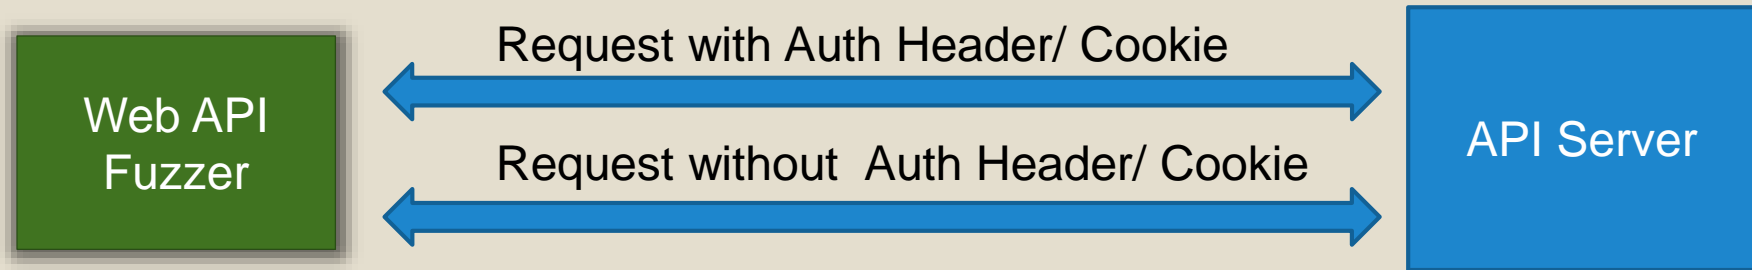 Request with Auth Header/ Cookie
Web API
Fuzzer
API Server
Request without  Auth Header/ Cookie